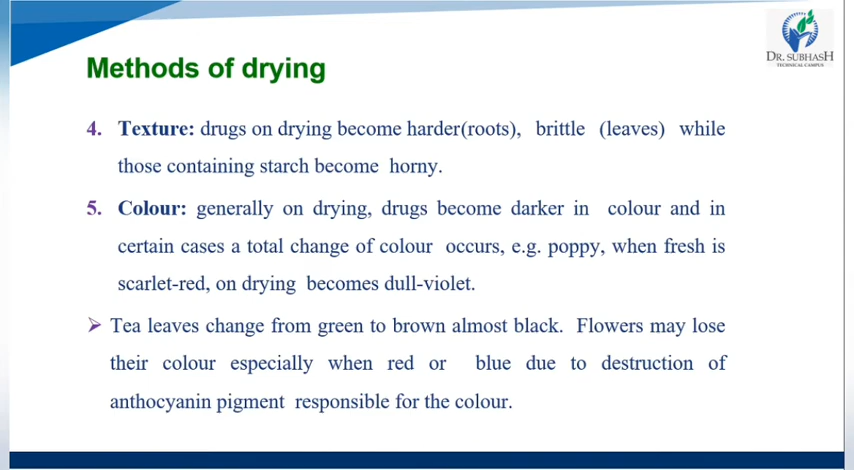 DR. SUBHASH
TECHNICAL CAMPUS
Methods of drying
4. Texture: drugs on drying become harder(roots), brittle (leaves) while
those containing starch become horny.
5. Colour: generally on drying, drugs become darker in colour and in
certain cases a total change of colour occurs, e.g. poppy, when fresh is
scarlet-red, on drying becomes dull-violet.
➢ Tea leaves change from green to brown almost black. Flowers may lose
their colour especially when red or blue due to destruction of
anthocyanin pigment responsible for the colour.